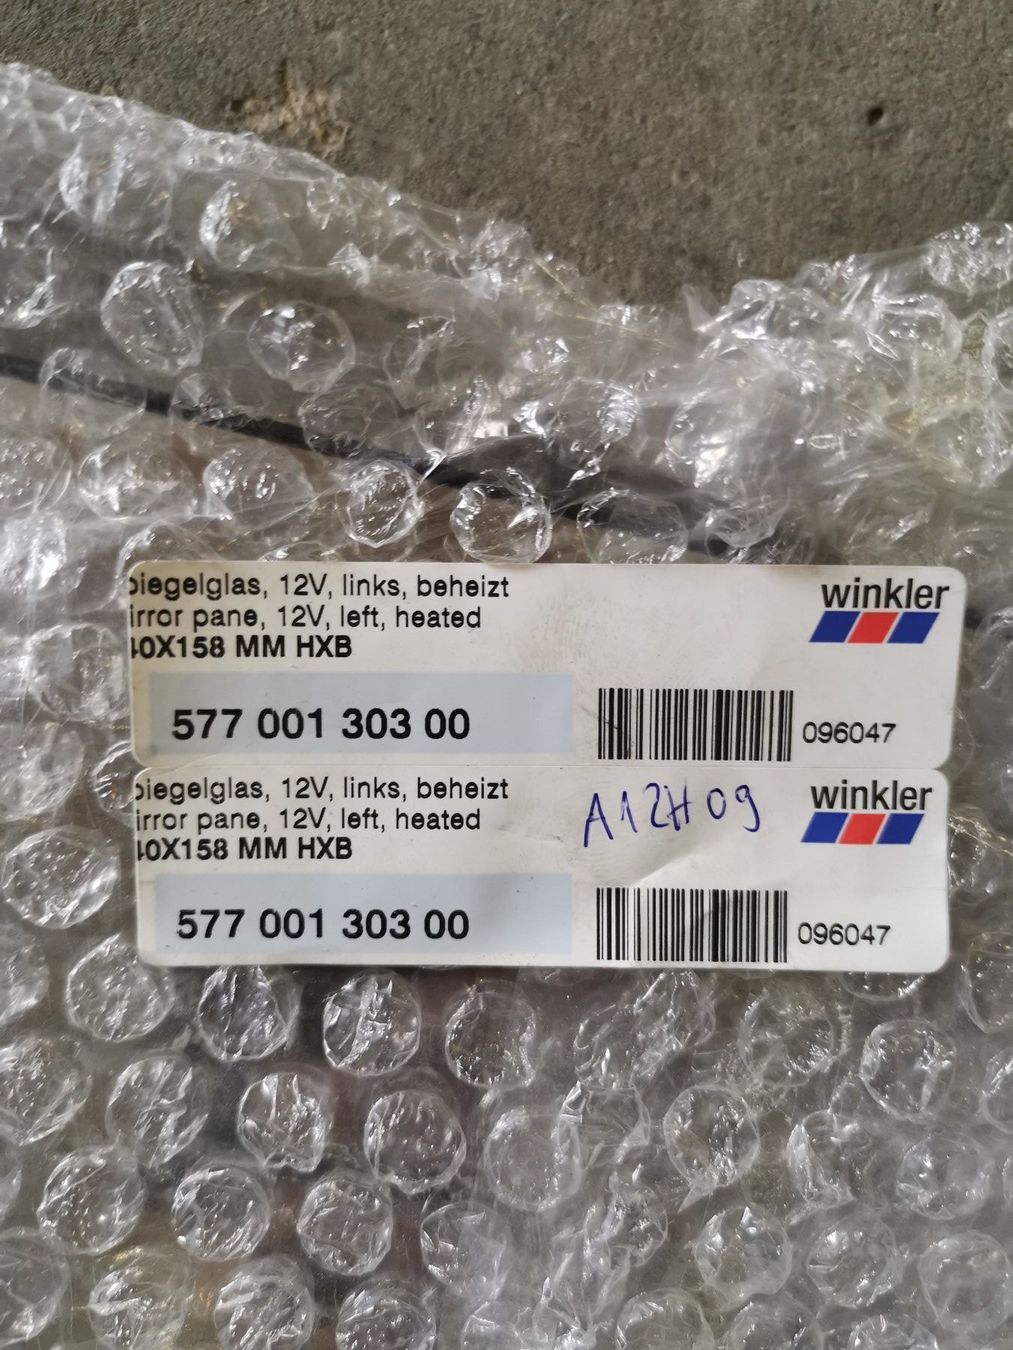 piegelglas, 12V, links, beheizt
irror pane, 12V, left, heated
40X158 MM HXB
577 001 303 00
winkler
096047
piegelglas, 12V, links, beheizt
irror pane, 12V, left, heated
40X158 MM HXB
577 001 303 00
A12H09
winkler
096047